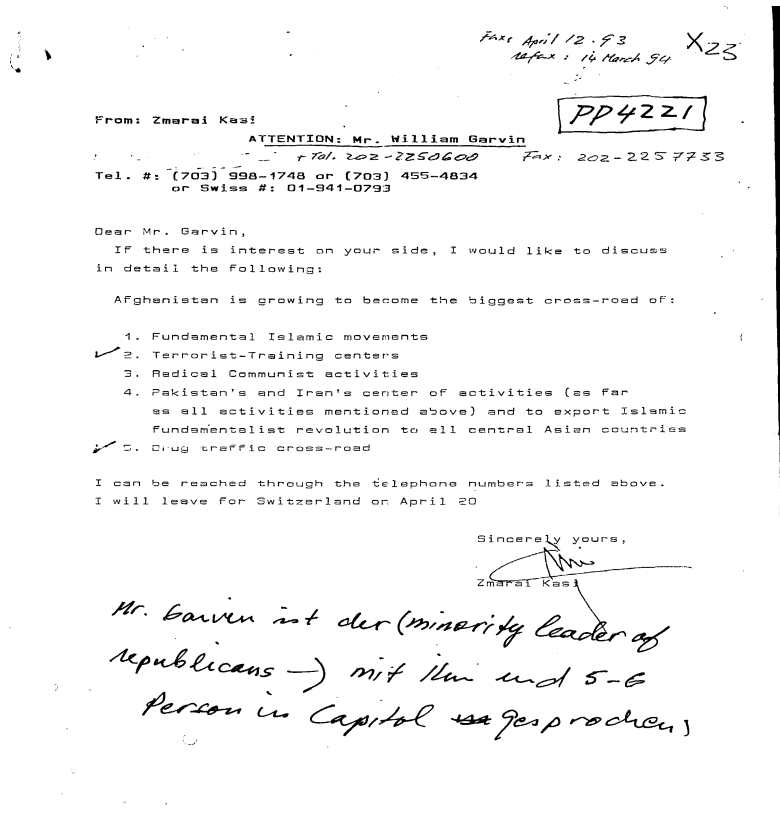 Fax: April 12.93
refax: 14 March 94
X23
PP4221
From: Zmarai Kasi
ATTENTION: Mr. William Garvin
+ Tel. 202-2250600 Fax: 202-2257733
Tel. #: (703) 998-1748 or (703) 455-4834
or Swiss #: 01-941-0793
Dear Mr. Garvin,
If there is interest on your side, I would like to discuss
in detail the following:
Afghanistan is growing to become the biggest cross-road of:
1. Fundamental Islamic movements
2. Terrorist-Training centers
3. Radical Communist activities
4. Pakistan's and Iran's center of activities (as far
as all activities mentioned above) and to export Islamic
fundamentalist revolution to all central Asian countries
5. Drug traffic cross-road
I can be reached through the telephone numbers listed above.
I will leave for Switzerland on April 20
Sincerely yours,
Zmarai Kasi
Mr. Garven ist der (minority leader of
republicans —) mit Ihm und 5-6
Person in Capitol gesprochen,